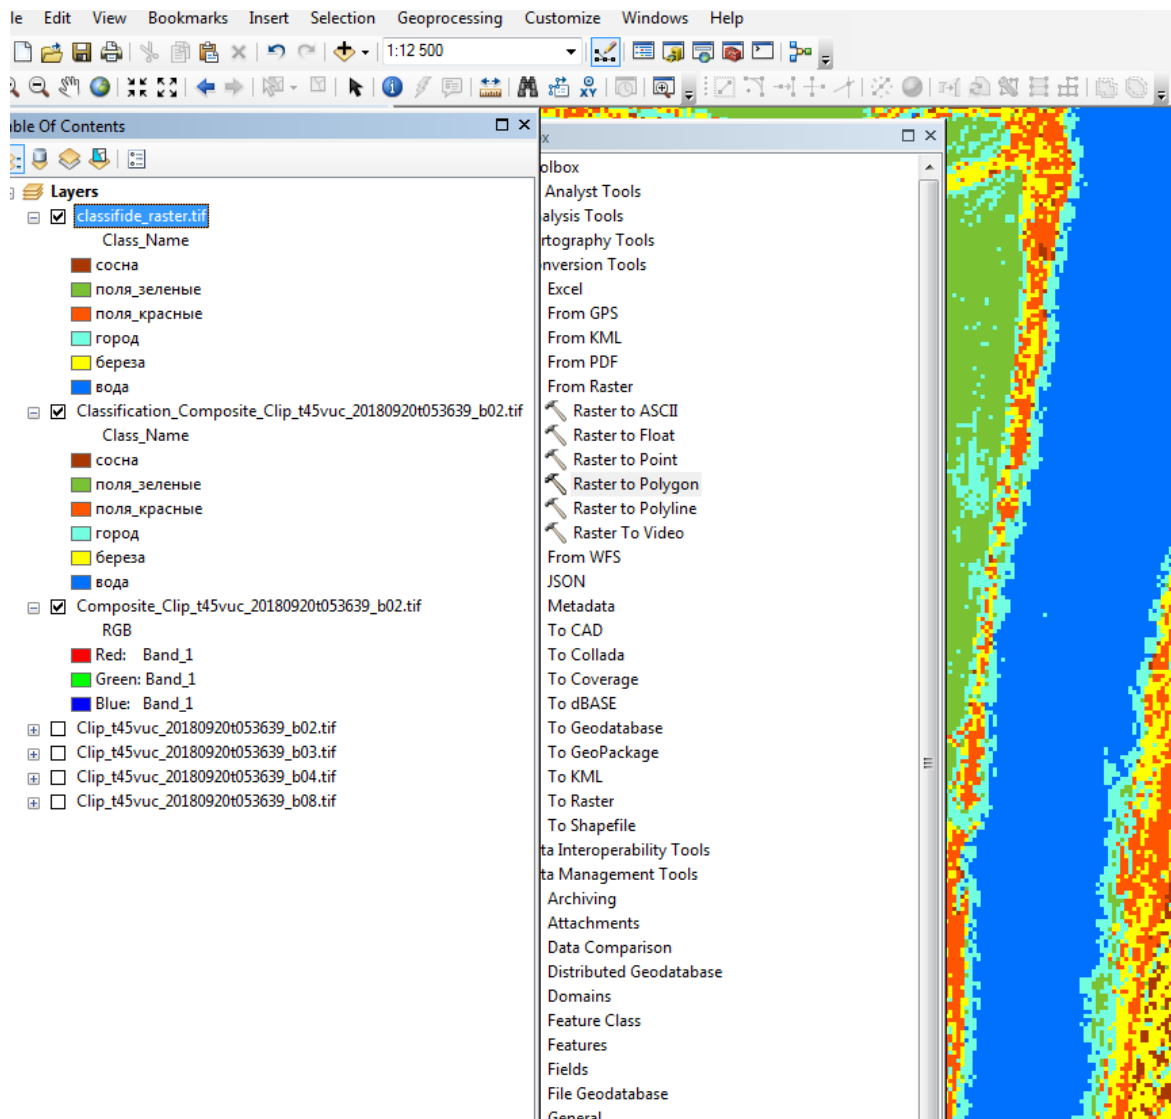 le Edit View Bookmarks Insert Selection Geoprocessing Customize Windows Help
1:12 500
XY
ble Of Contents
Layers
classifide_raster.tif
Class_Name
сосна
поля_зеленые
поля_красные
город
береза
вода
Classification_Composite_Clip_t45vuc_20180920t053639_b02.tif
Class_Name
сосна
поля_зеленые
поля_красные
город
береза
вода
Composite_Clip_t45vuc_20180920t053639_b02.tif
RGB
Red: Band_1
Green: Band_1
Blue: Band_1
Clip_t45vuc_20180920t053639_b02.tif
Clip_t45vuc_20180920t053639_b03.tif
Clip_t45vuc_20180920t053639_b04.tif
Clip_t45vuc_20180920t053639_b08.tif
x
olbox
Analyst Tools
alysis Tools
rtography Tools
nversion Tools
Excel
From GPS
From KML
From PDF
From Raster
Raster to ASCII
Raster to Float
Raster to Point
Raster to Polygon
Raster to Polyline
Raster To Video
From WFS
JSON
Metadata
To CAD
To Collada
To Coverage
To dBASE
To Geodatabase
To GeoPackage
To KML
To Raster
To Shapefile
ta Interoperability Tools
ta Management Tools
Archiving
Attachments
Data Comparison
Distributed Geodatabase
Domains
Feature Class
Features
Fields
File Geodatabase
General